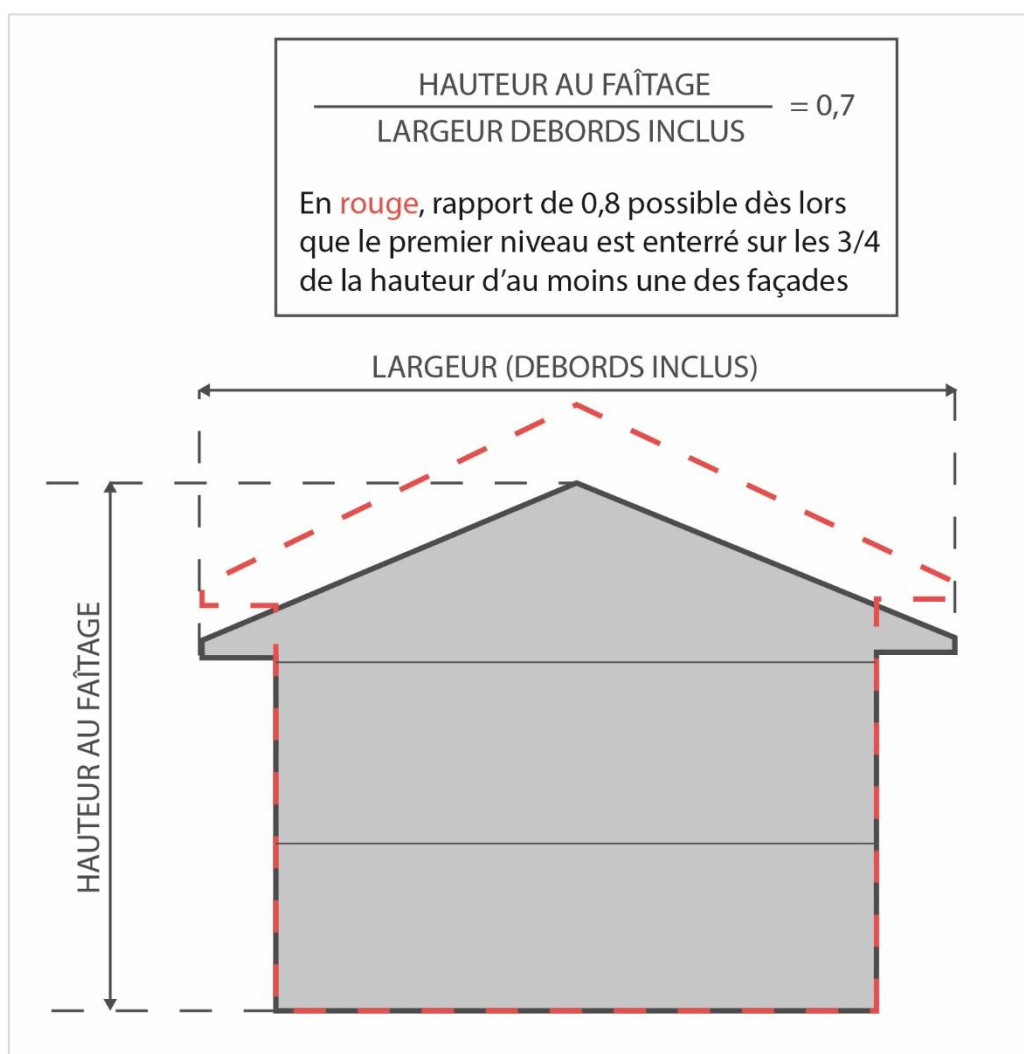 HAUTEUR AU FAÎTAGE
LARGEUR DEBORDS INCLUS
= 0,7
En rouge, rapport de 0,8 possible dès lors
que le premier niveau est enterré sur les 3/4
de la hauteur d’au moins une des façades
LARGEUR (DEBORDS INCLUS)
HAUTEUR AU FAÎTAGE